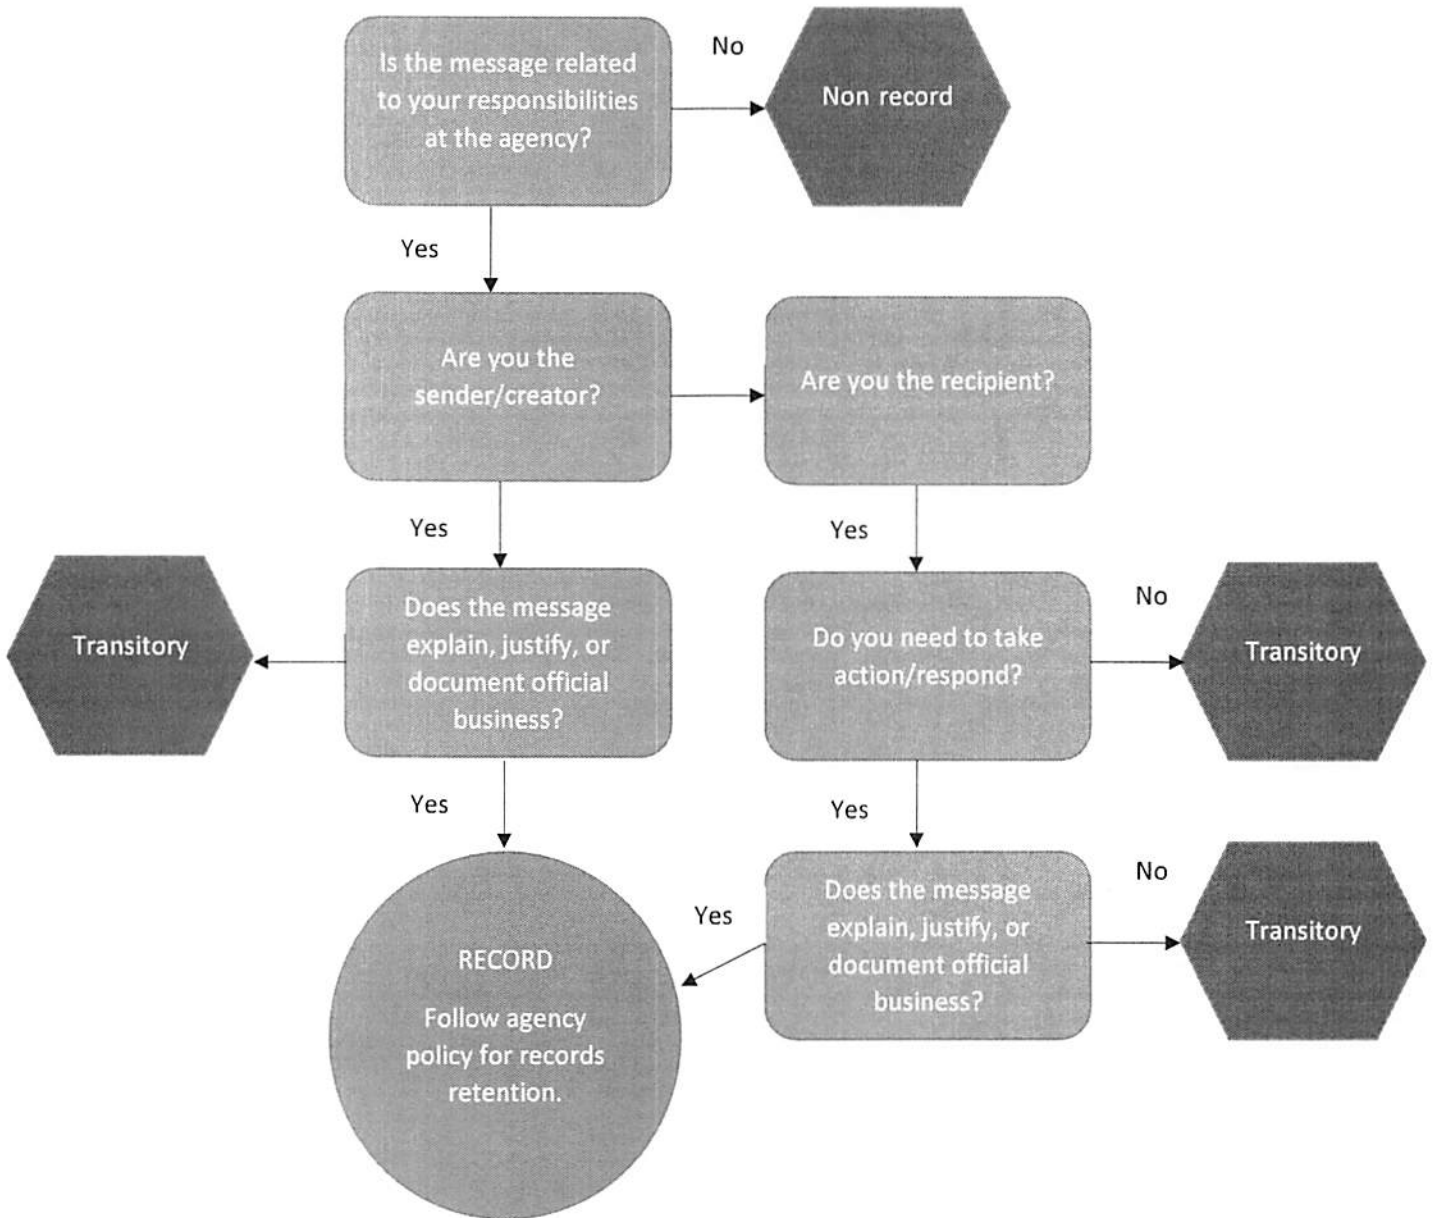 Is the message related
to your responsibilities
at the agency?
No
Non record
Yes
Are you the
sender/creator?
Are you the recipient?
Yes
Yes
Transitory
Does the message
explain, justify, or
document official
business?
Do you need to take
action/respond?
No
Transitory
Yes
Yes
RECORD
Follow agency
policy for records
retention.
Yes
Does the message
explain, justify, or
document official
business?
No
Transitory